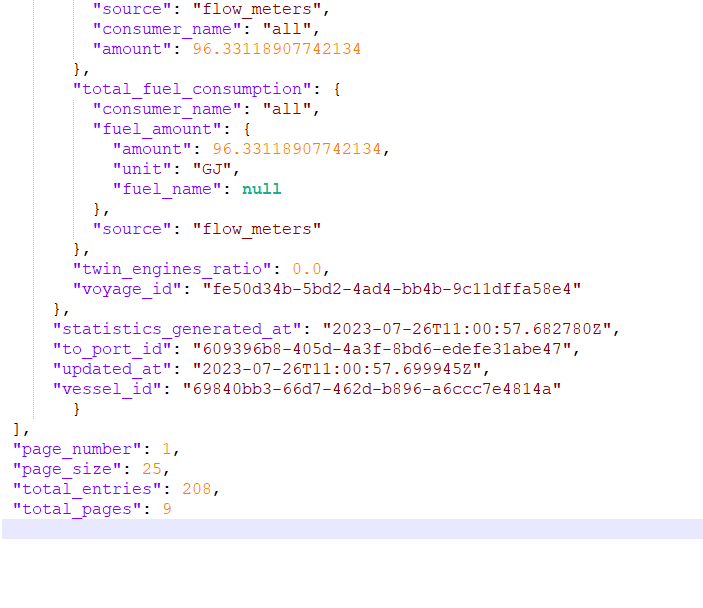 "source": "flow_meters",
"consumer_name": "all",
"amount": 96.33118907742134
},
"total_fuel_consumption": {
"consumer_name": "all",
"fuel_amount": {
"amount": 96.33118907742134,
"unit": "GJ",
"fuel_name": null
},
"source": "flow_meters"
},
"twin_engines_ratio": 0.0,
"voyage_id": "fe50d34b-5bd2-4ad4-bb4b-9c11dffa58e4"
},
"statistics_generated_at": "2023-07-26T11:00:57.682780Z",
"to_port_id": "609396b8-405d-4a3f-8bd6-edefe31abe47",
"updated_at": "2023-07-26T11:00:57.699945Z",
"vessel_id": "69840bb3-66d7-462d-b896-a6ccc7e4814a"
}
],
"page_number": 1,
"page_size": 25,
"total_entries": 208,
"total_pages": 9